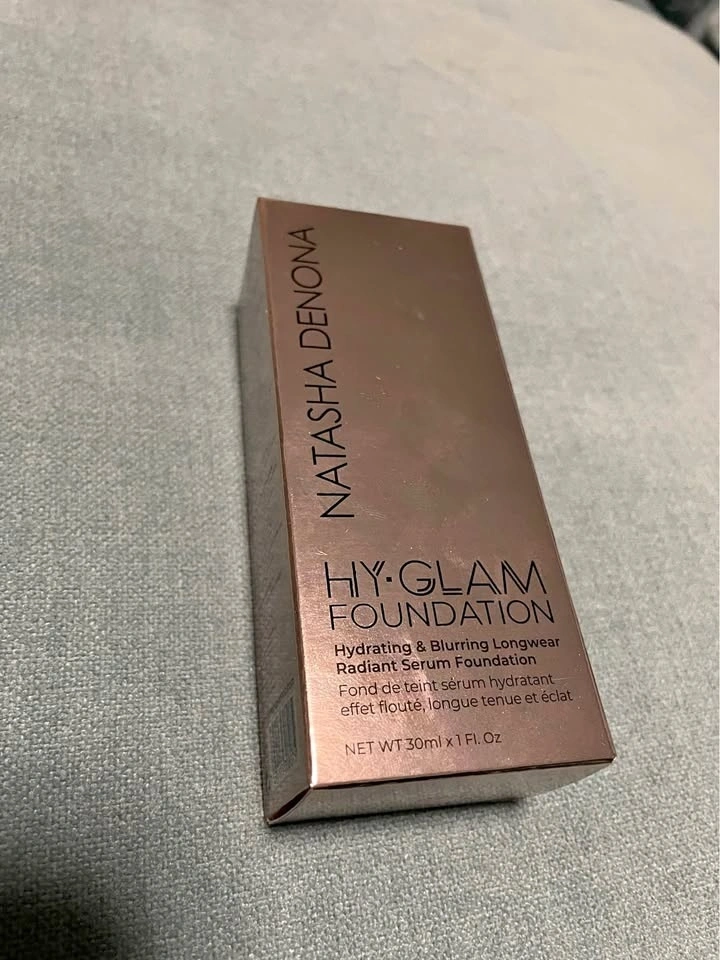 NATASHA DENONA
HY·GLAM
FOUNDATION
Hydrating & Blurring Longwear
Radiant Serum Foundation
Fond de teint sérum hydratant
effet flouté, longue tenue et éclat
NET WT 30ml x 1 Fl. Oz